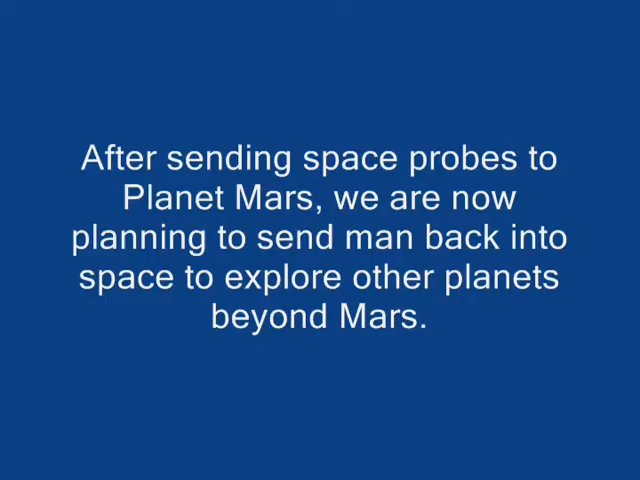 After sending space probes to
Planet Mars, we are now
planning to send man back into
space to explore other planets
beyond Mars.